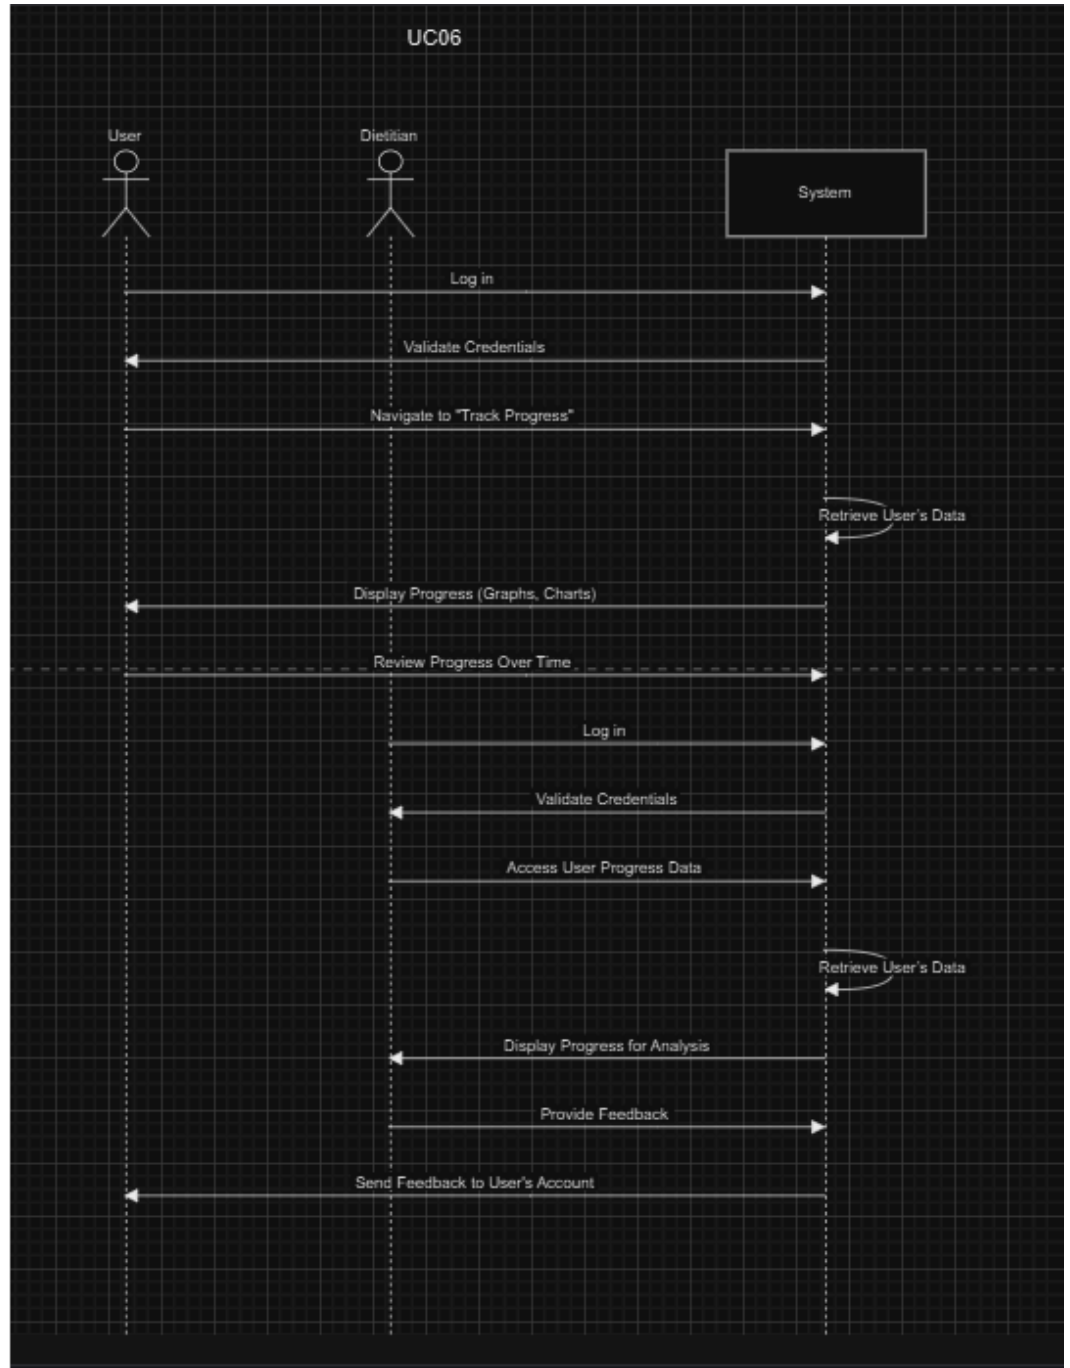 UC06
User
Dietitian
System
Log in
Validate Credentials
Navigate to "Track Progress"
Retrieve User's Data
Display Progress (Graphs, Charts)
Review Progress Over Time
Log in
Validate Credentials
Access User Progress Data
Retrieve User's Data
Display Progress for Analysis
Provide Feedback
Send Feedback to User's Account